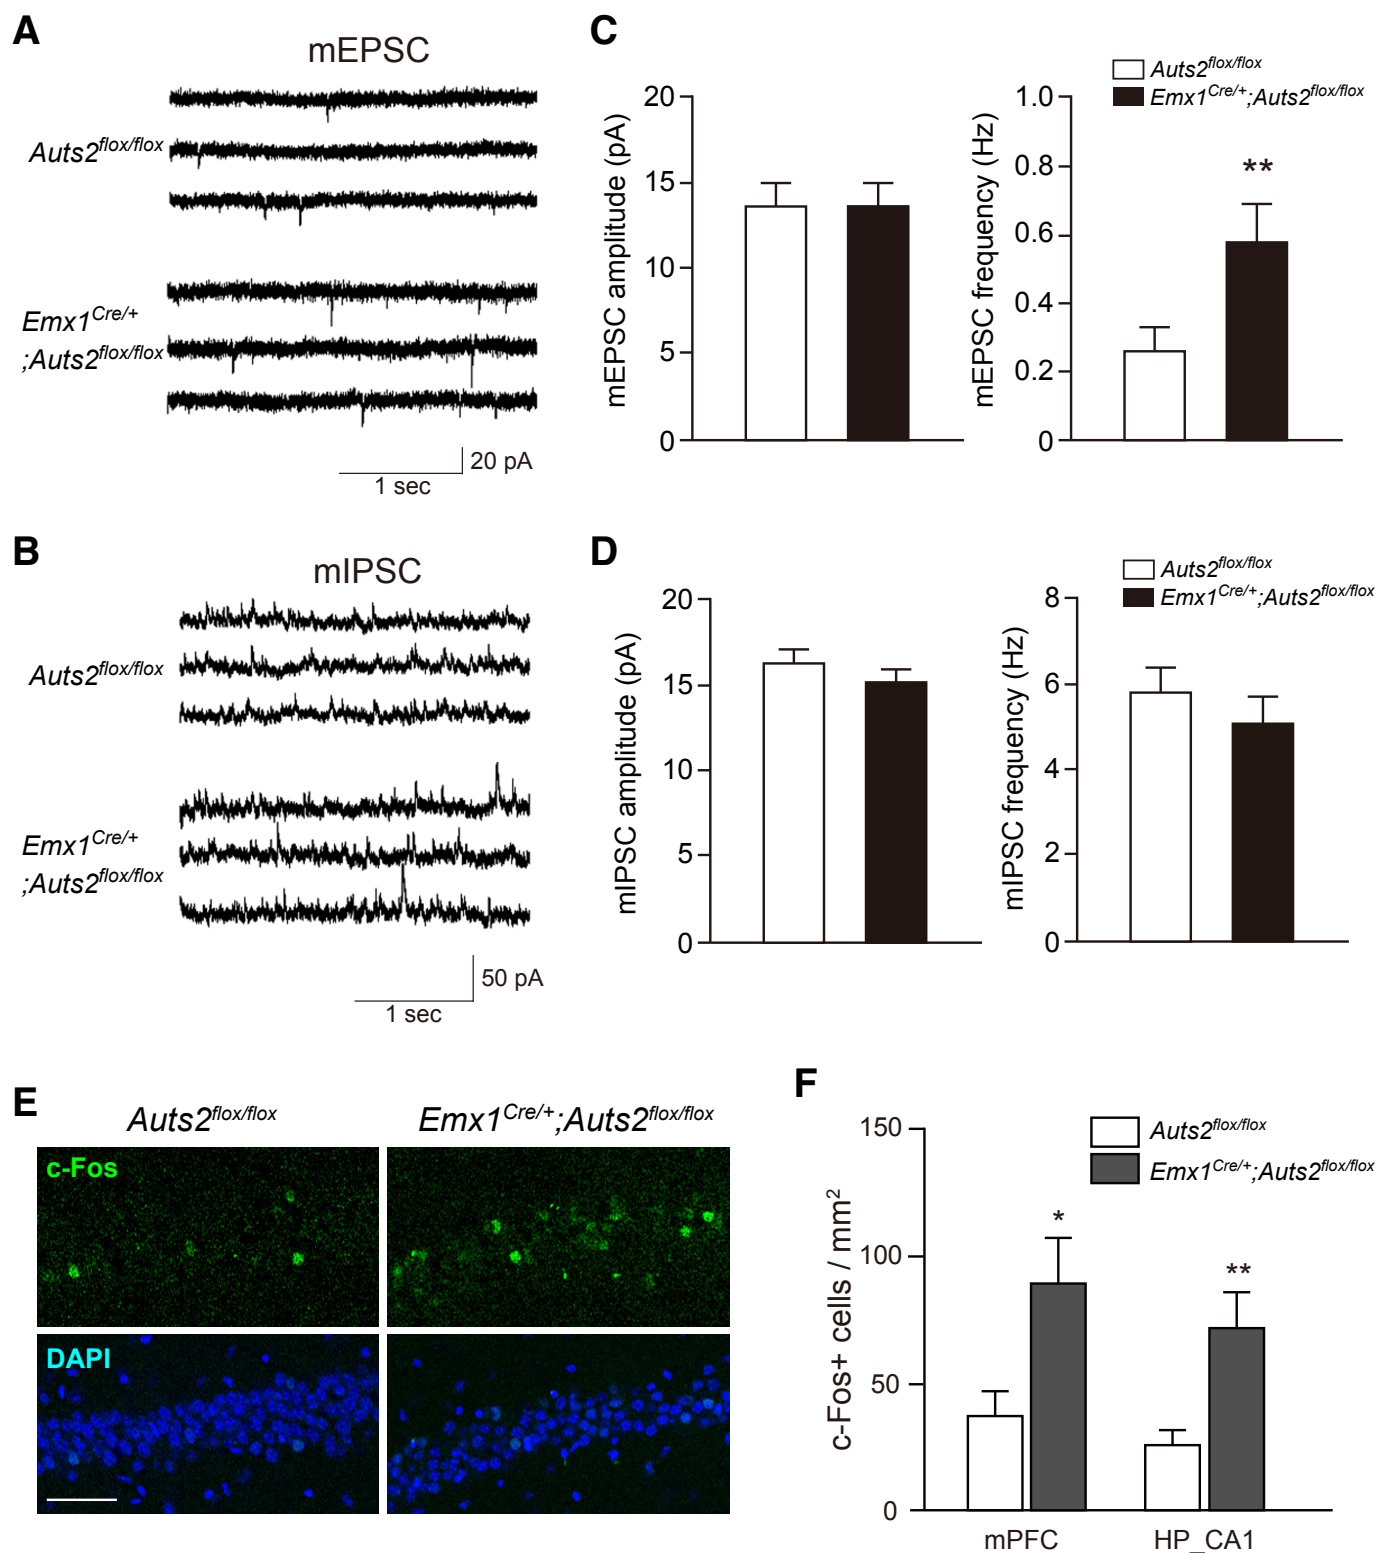 A
mEPSC
Auts2flox/flox
Emx1Cre/+
;Auts2flox/flox
20 pA
1 sec
C
20
15
10
5
0
mEPSC amplitude (pA)
Auts2flox/flox
Emx1Cre/+;Auts2flox/flox
1.0
0.8
0.6
0.4
0.2
0
mEPSC frequency (Hz)
**
B
mIPSC
Auts2flox/flox
Emx1Cre/+
;Auts2flox/flox
50 pA
1 sec
D
20
15
10
5
0
mIPSC amplitude (pA)
Auts2flox/flox
Emx1Cre/+;Auts2flox/flox
8
6
4
2
0
mIPSC frequency (Hz)
E
Auts2flox/flox
Emx1Cre/+;Auts2flox/flox
c-Fos
DAPI
F
Auts2flox/flox
Emx1Cre/+;Auts2flox/flox
150
100
50
0
c-Fos+ cells / mm2
*
**
mPFC
HP_CA1